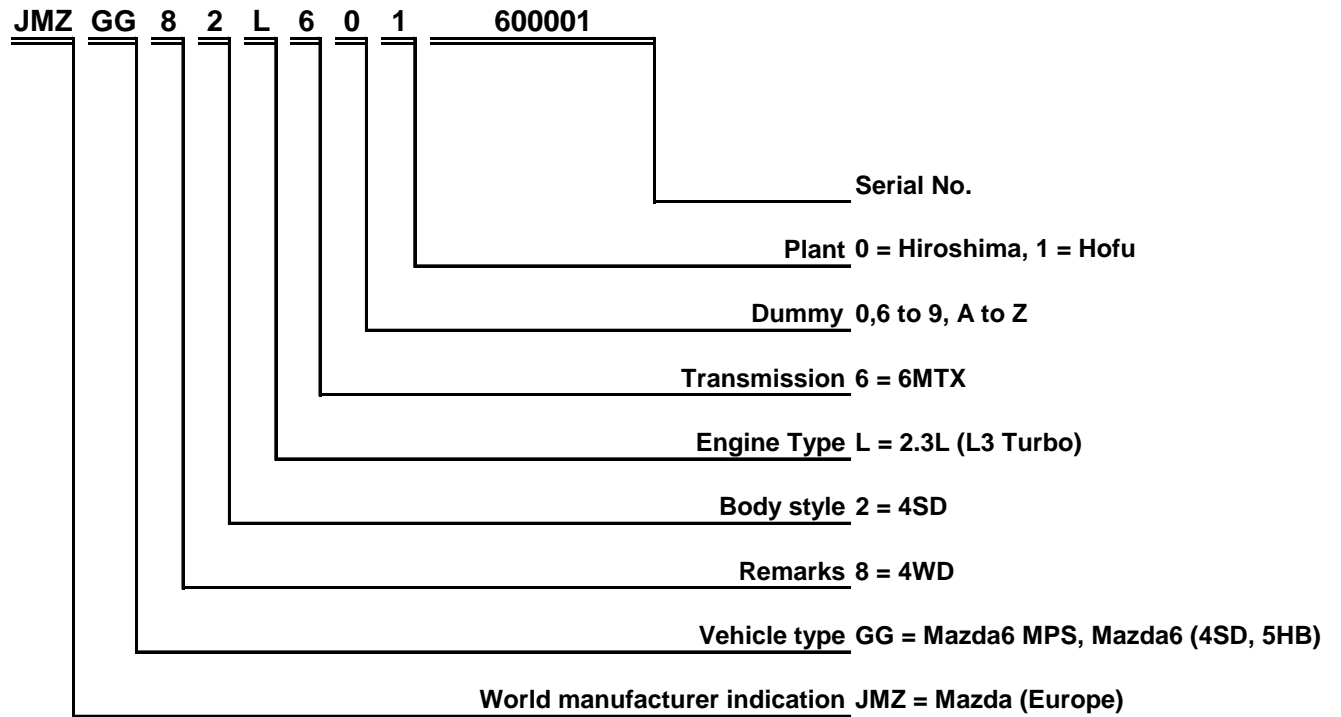 JMZ GG 8 2 L 6 0 1 600001
Serial No.
Plant 0 = Hiroshima, 1 = Hofu
Dummy 0,6 to 9, A to Z
Transmission 6 = 6MTX
Engine Type L = 2.3L (L3 Turbo)
Body style 2 = 4SD
Remarks 8 = 4WD
Vehicle type GG = Mazda6 MPS, Mazda6 (4SD, 5HB)
World manufacturer indication JMZ = Mazda (Europe)